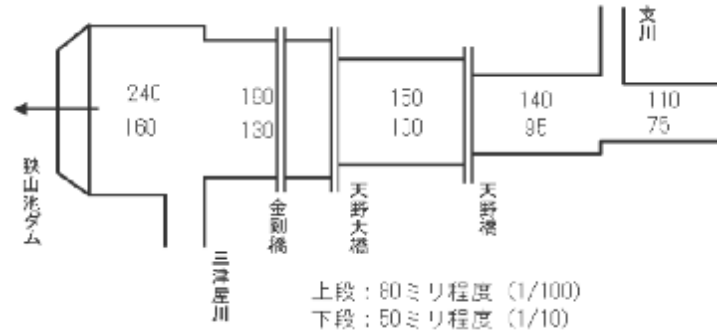 支川
240
190
150
140
110
160
130
100
95
75
狭山池ダム
三津屋川
金剛橋
天野大橋
天野橋
上段：80ミリ程度（1/100）
下段：50ミリ程度（1/10）